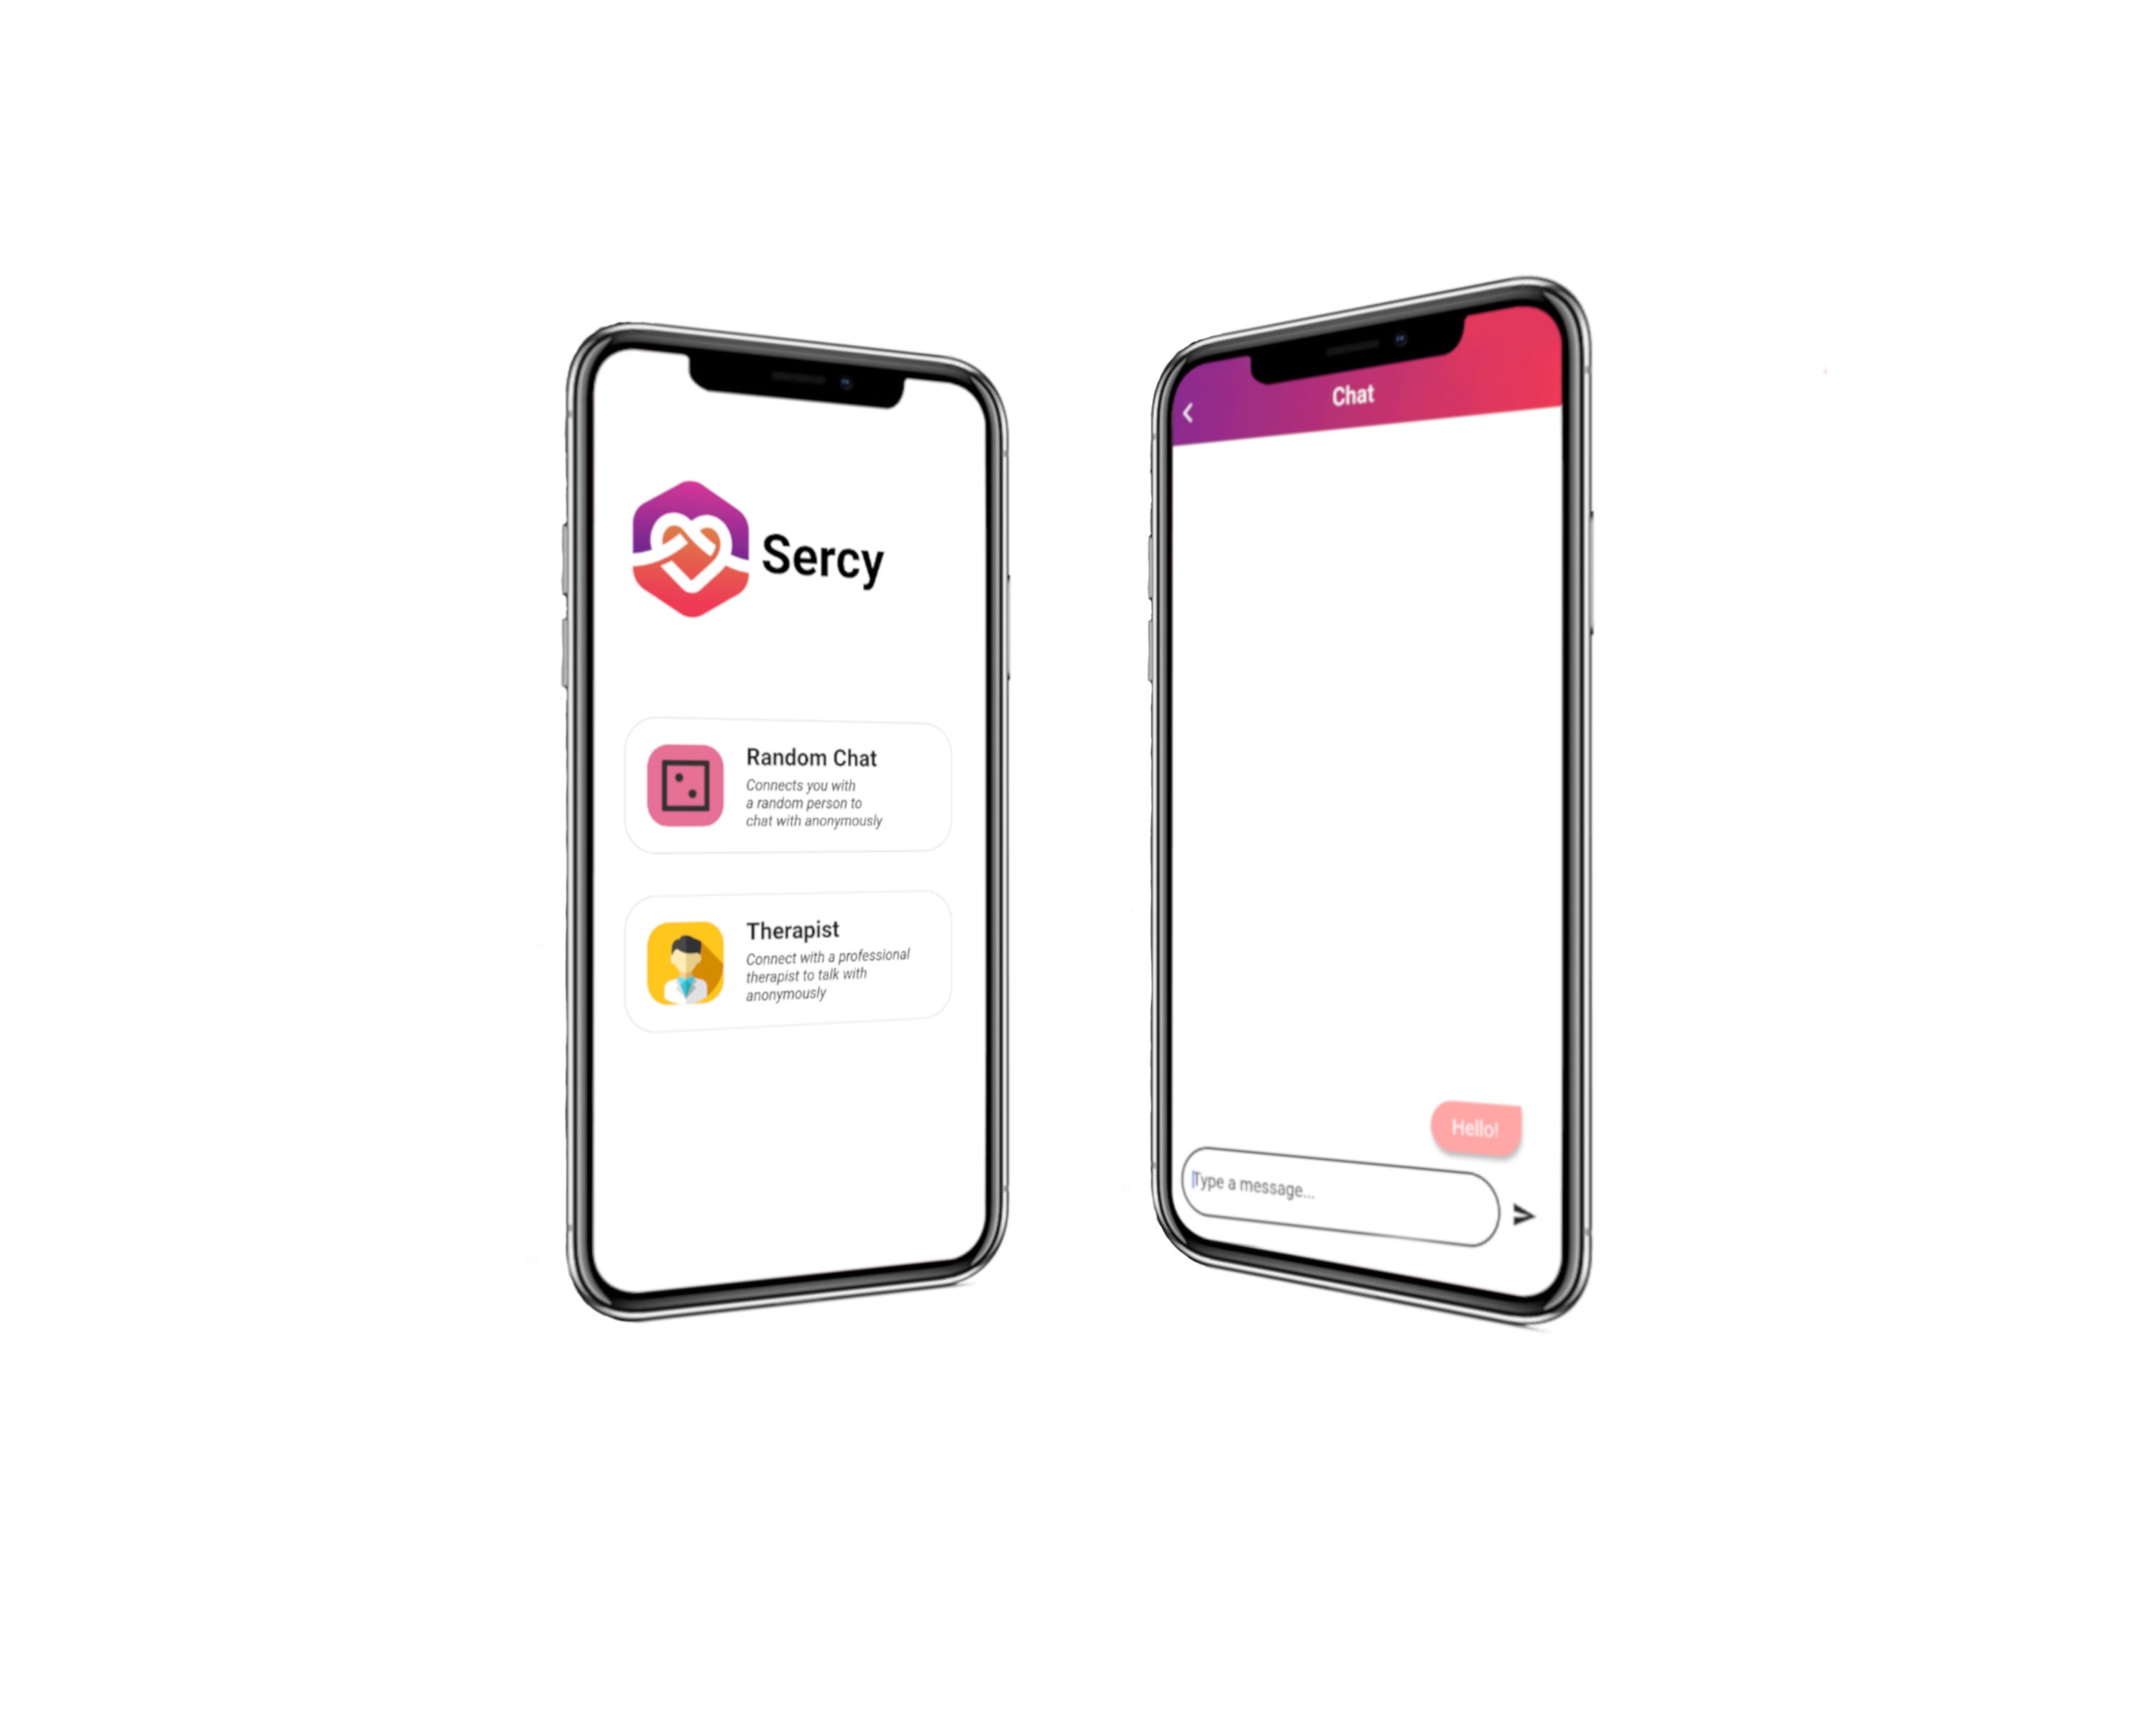 Sercy
Random Chat
Connects you with
a random person to
chat with anonymously
Therapist
Connect with a professional
therapist to talk with
anonymously
Chat
Hello!
Type a message...